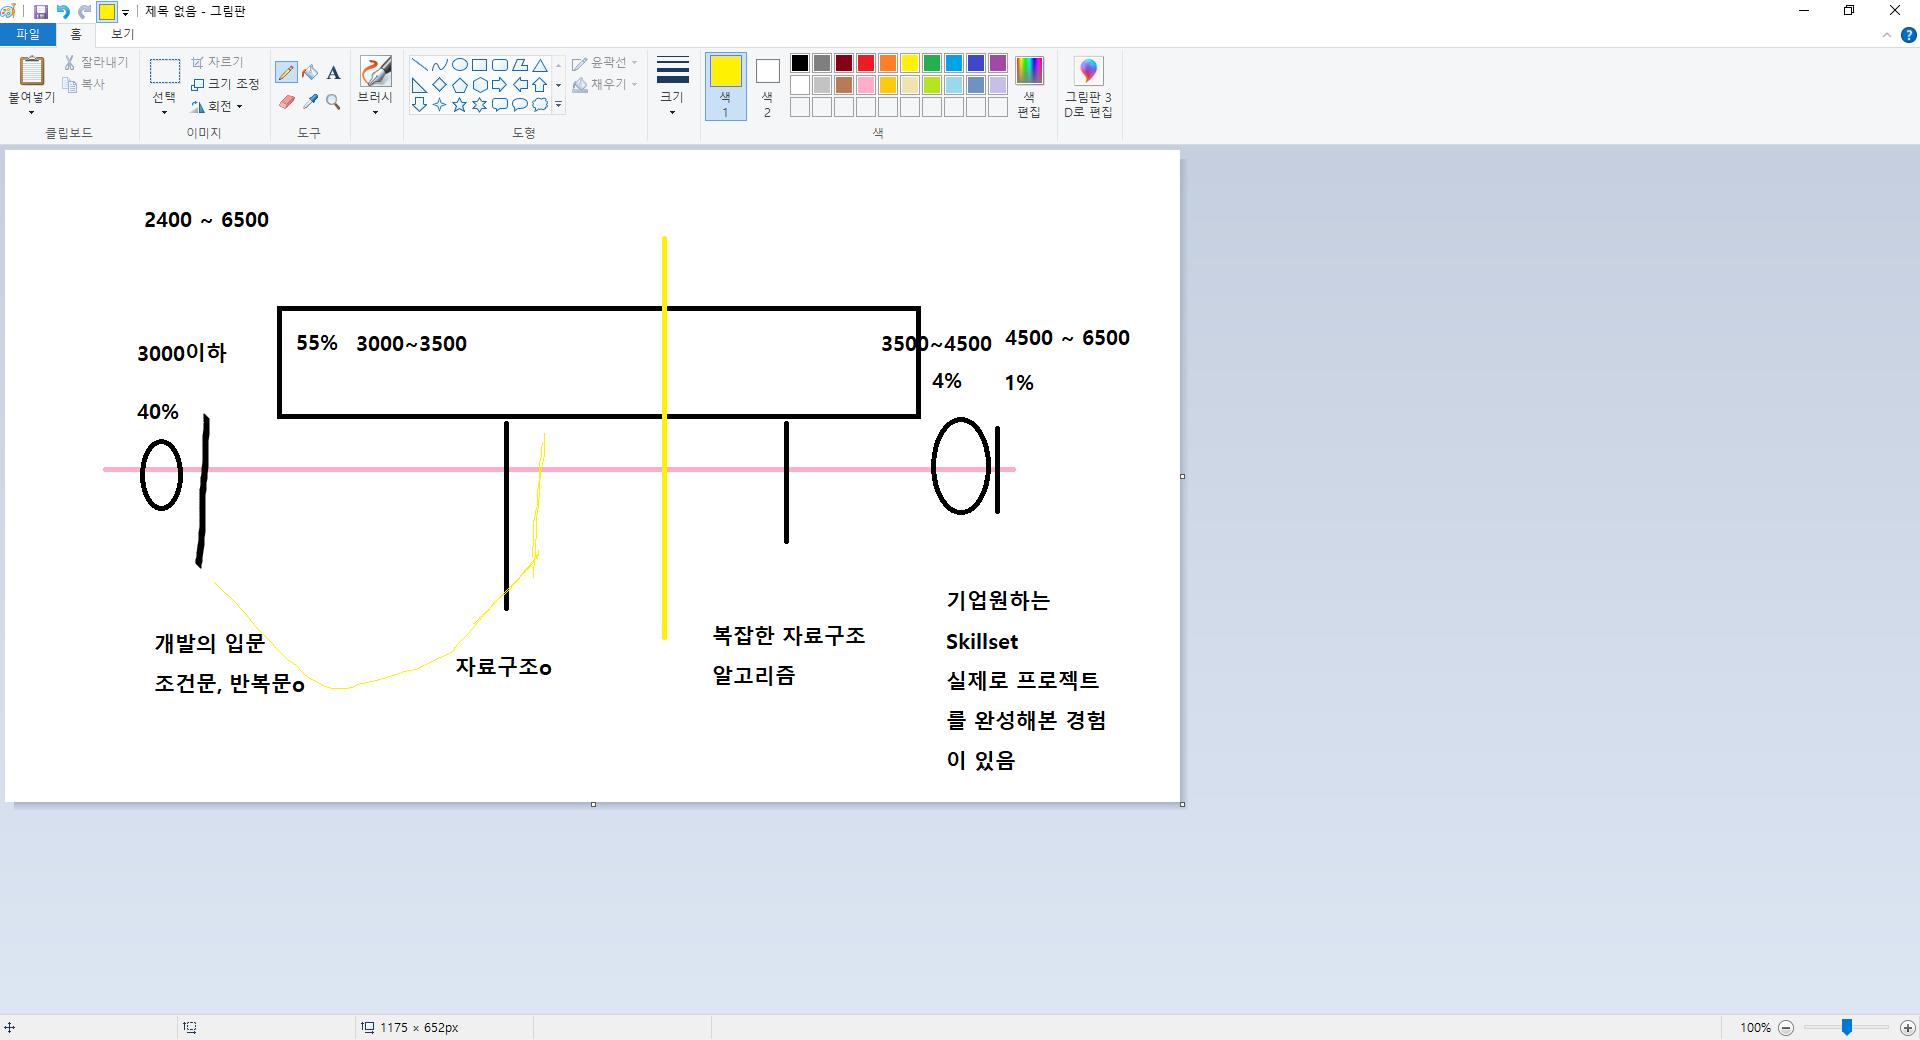 제목 없음 - 그림판
파일
홈
보기
붙여넣기
잘라내기
복사
클립보드
선택
자르기
크기 조정
회전
이미지
A
도구
브러시
윤곽선
채우기
도형
크기
색
1
색
2
색
편집
색
그림판 3
D로 편집
2400 ~ 6500
3000이하
40%
55%
3000~3500
3500~4500
4%
4500 ~ 6500
1%
개발의 입문
조건문, 반복문o
자료구조o
복잡한 자료구조
알고리즘
기업원하는
Skillset
실제로 프로젝트
를 완성해본 경험
이 있음
1175 × 652px
100%